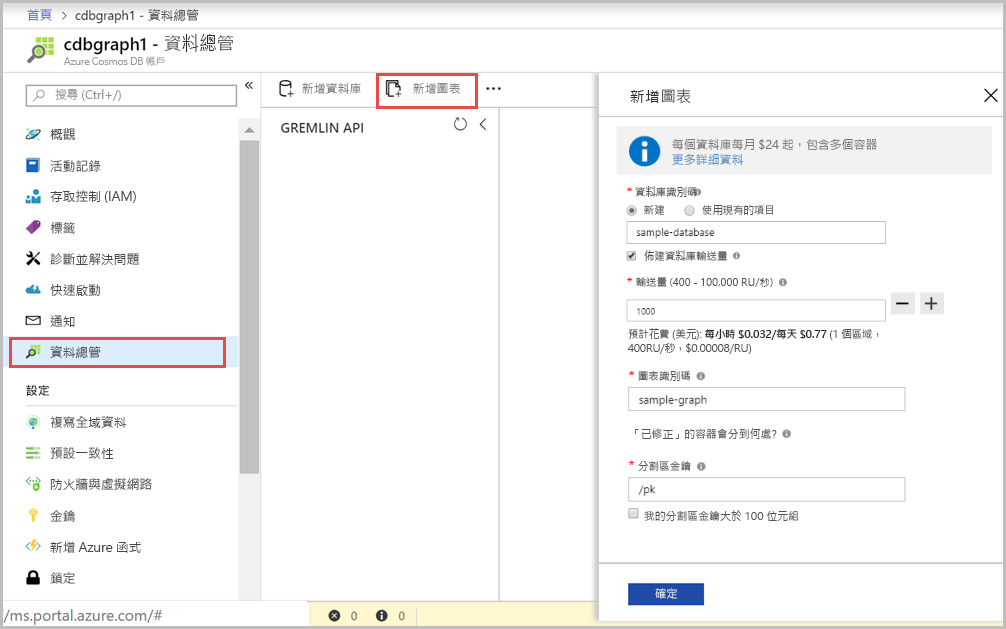 首頁 > cdbgraph1 - 資料總管
cdbgraph1 - 資料總管
Azure Cosmos DB 帳戶
搜尋 (Ctrl+/)
«
概觀
活動記錄
存取控制 (IAM)
標籤
診斷並解決問題
快速啟動
通知
資料總管
設定
複寫全域資料
預設一致性
防火牆與虛擬網路
金鑰
新增 Azure 函式
鎖定
/ms.portal.azure.com/#
新增資料庫
新增圖表
...
GREMLIN API
0
0
新增圖表
每個資料庫每月 $24 起，包含多個容器
更多詳細資料
* 資料庫識別碼
新建 使用現有的項目
sample-database
佈建資料庫輸送量
* 輸送量 (400 - 100,000 RU/秒)
1000
預計花費 (美元): 每小時 $0.032/每天 $0.77 (1 個區域，
400RU/秒，$0.00008/RU)
* 圖表識別碼
sample-graph
「已修正」的容器會分到何處?
* 分割區金鑰
/pk
我的分割區金鑰大於 100 位元組
確定